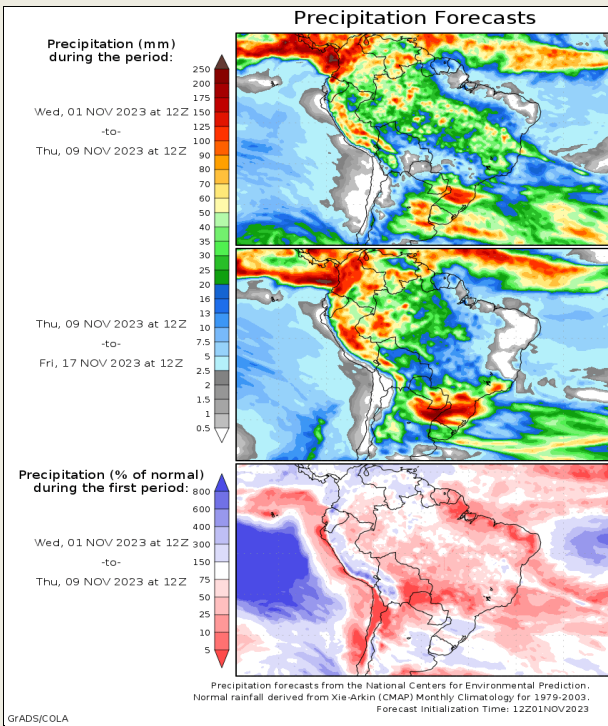 Precipitation Forecasts
Precipitation (mm)
during the period:
Wed, 01 NOV 2023 at 12Z
-to-
Thu, 09 NOV 2023 at 12Z
250
200
175
150
125
100
90
80
70
60
50
40
35
30
25
20
16
13
10
7.5
5
2.5
2
1.5
1
0.5
Thu, 09 NOV 2023 at 12Z
-to-
Fri, 17 NOV 2023 at 12Z
Precipitation (% of normal)
during the first period:
Wed, 01 NOV 2023 at 12Z
-to-
Thu, 09 NOV 2023 at 12Z
800
600
400
300
150
75
50
25
10
5
Precipitation forecasts from the National Centers for Environmental Prediction.
Normal rainfall derived from Xie-Arkin (CMAP) Monthly Climatology for 1979-2003.
Forecast Initialization Time: 12Z01NOV2023
GrADS/COLA